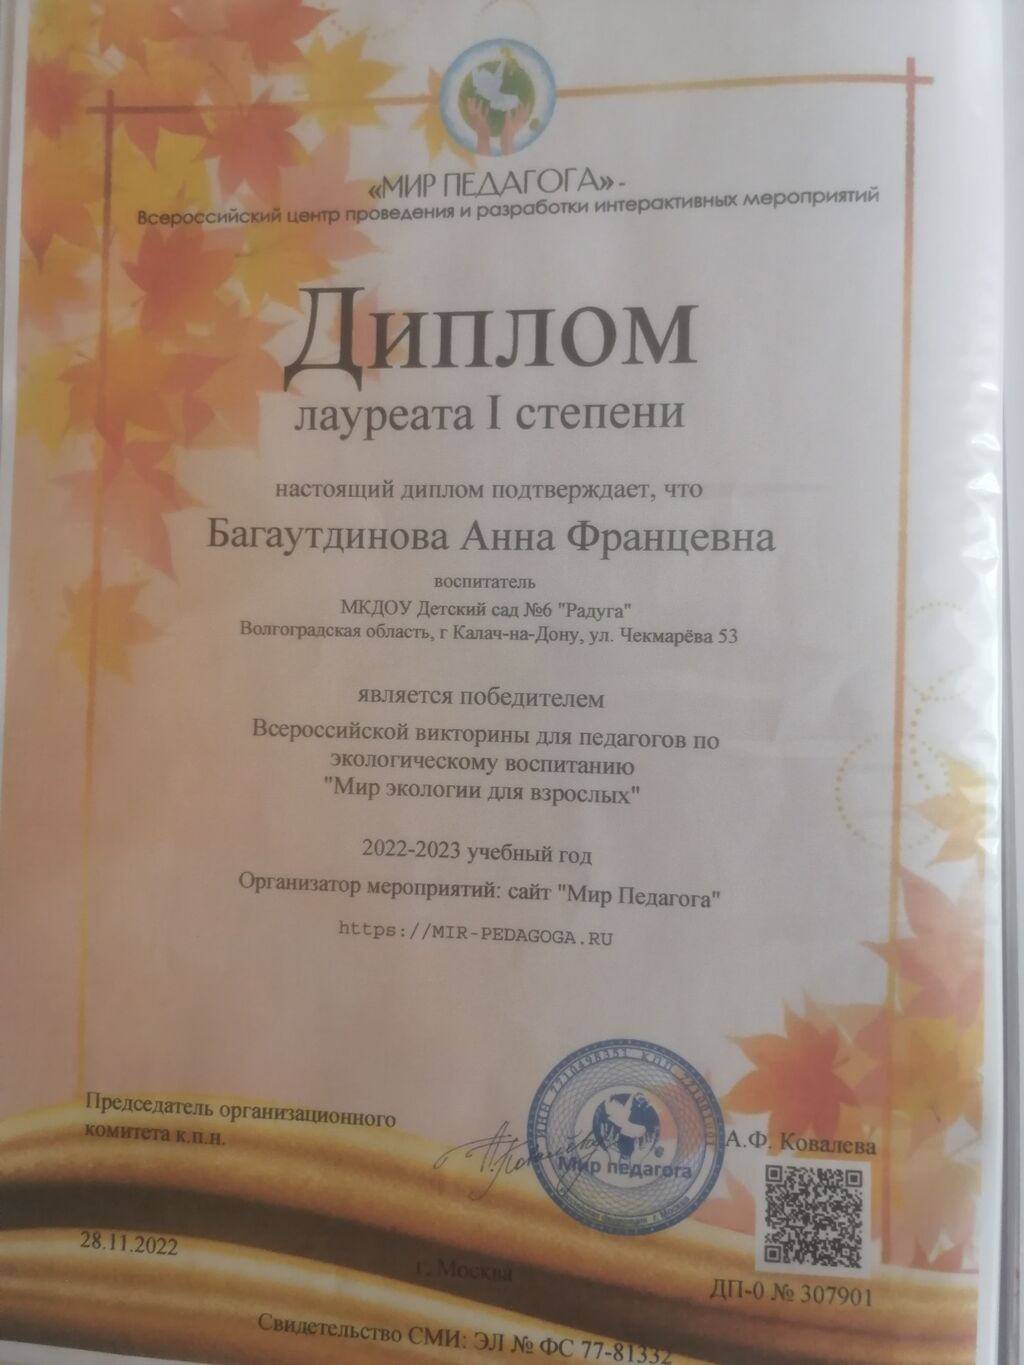 «МИР ПЕДАГОГА» -
Всероссийский центр проведения и разработки интерактивных мероприятий
Диплом
лауреата I степени
настоящий диплом подтверждает, что
Багаутдинова Анна Францевна
воспитатель
МКДОУ Детский сад №6 "Радуга"
Волгоградская область, г Калач-на-Дону, ул. Чекмарёва 53
является победителем
Всероссийской викторины для педагогов по
экологическому воспитанию
"Мир экологии для взрослых"
2022-2023 учебный год
Организатор мероприятий: сайт "Мир Педагога"
https://MIR-PEDAGOGA.RU
Председатель организационного
комитета к.п.н.
Мир педагога
А.Ф. Ковалева
28.11.2022
г. Москва
ДП-0 № 307901
Свидетельство СМИ: ЭЛ № ФС 77-81332